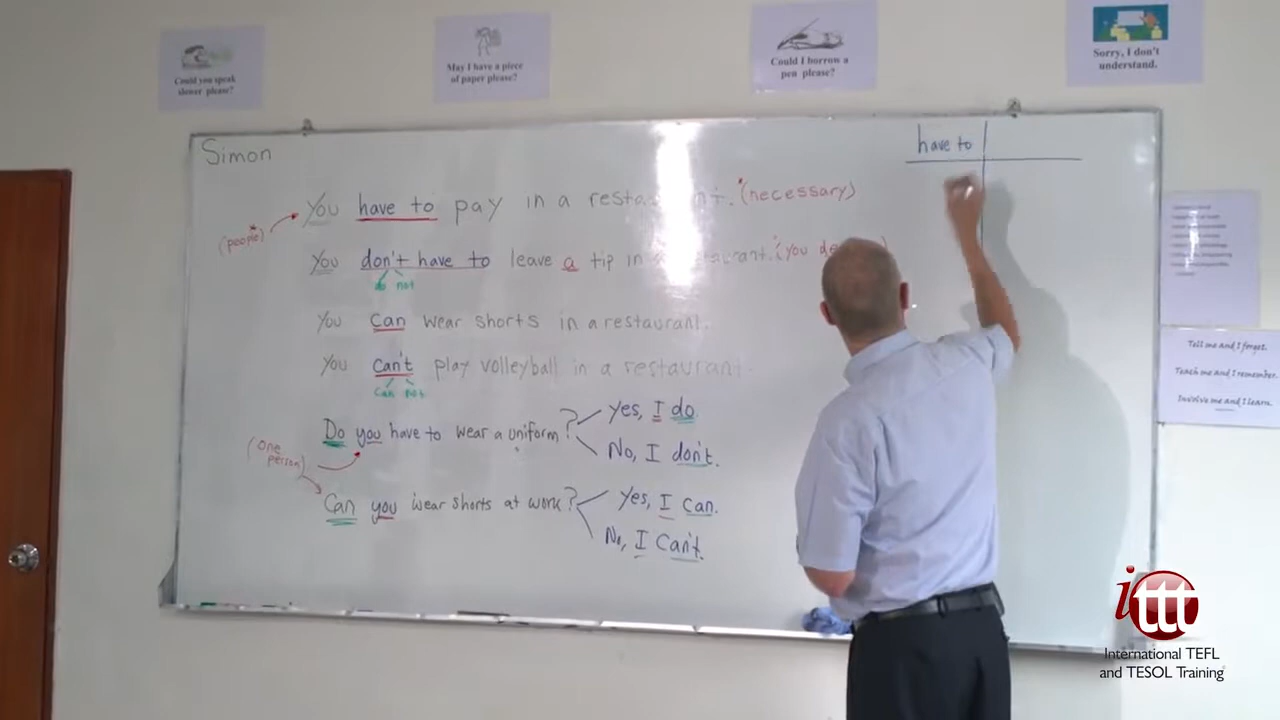 Could you speak
slower please?
May I have a piece
of paper please?
Could I borrow a
pen please?
Sorry, I don't
understand.
Simon
have to
You have to pay in a restaurant. (necessary)
(people)
You don't have to leave a tip in a restaurant. (you
do not
You can wear shorts in a restaurant.
You can't play volleyball in a restaurant.
can not
Do you have to wear a uniform?
Yes, I do.
No, I don't.
(one
person)
Can you wear shorts at work?
Yes, I can.
No, I can't.
Tell me and I forget.
Teach me and I remember.
Involve me and I learn.
ittt
International TEFL
and TESOL Training